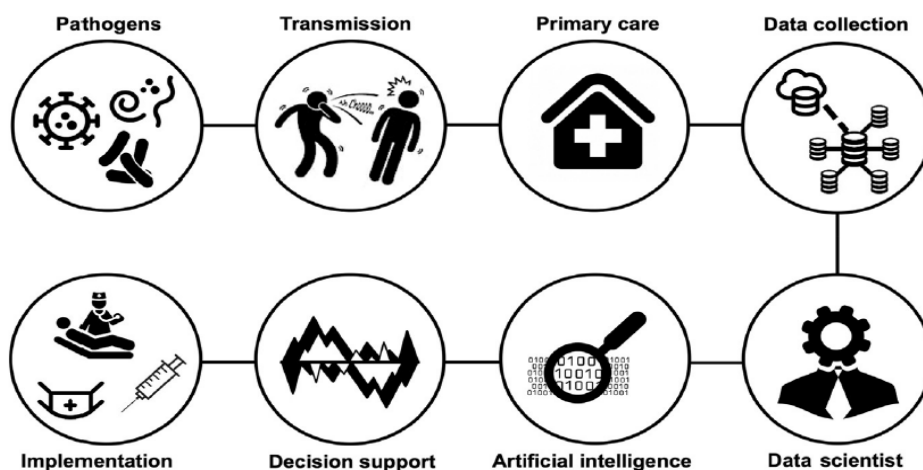 Pathogens
Transmission
Primary care
Data collection
Implementation
Decision support
Artificial intelligence
Data scientist